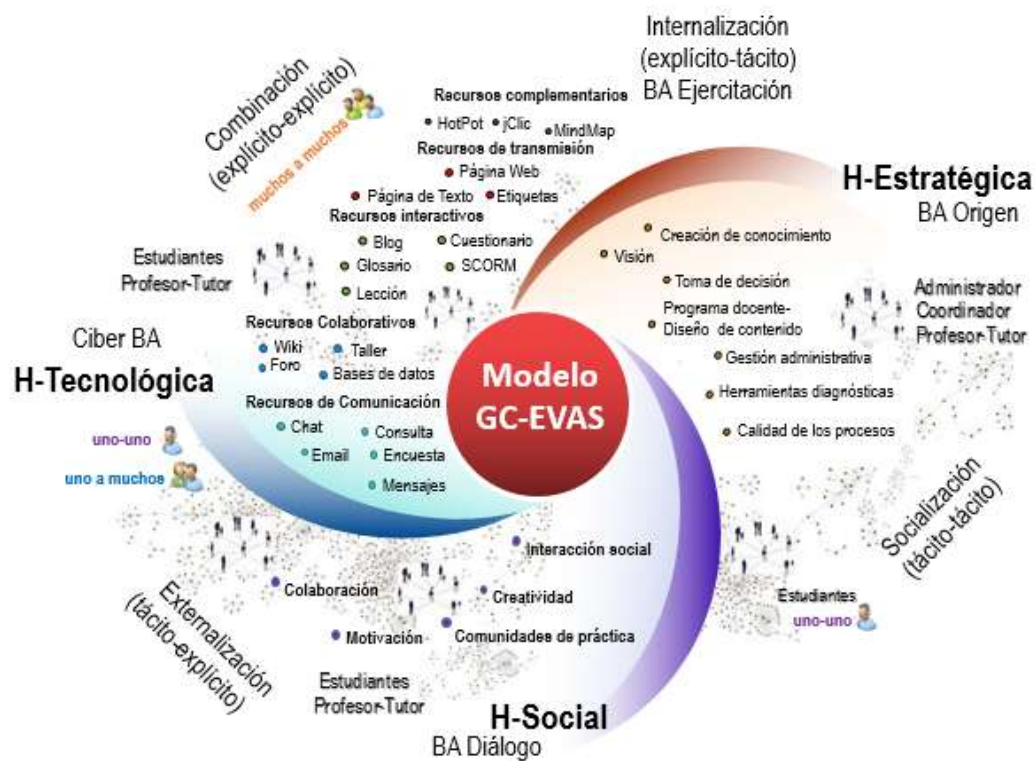 Internalización
(explícito-tácito)
BA Ejercitación
Combinación
(explícito-explícito)
muchos a muchos
Recursos complementarios
HotPot
jClic
MindMap
Recursos de transmisión
Página Web
Página de Texto
Etiquetas
Recursos interactivos
Blog
Cuestionario
Glosario
SCORM
Lección
Estudiantes
Profesor-Tutor
Recursos Colaborativos
Wiki
Taller
Foro
Bases de datos
Recursos de Comunicación
Chat
Consulta
Email
Encuesta
Mensajes
Ciber BA
H-Tecnológica
uno-uno
uno a muchos
Modelo
GC-EVAS
H-Estratégica
BA Origen
Creación de conocimiento
Visión
Toma de decisión
Programa docente-
Diseño de contenido
Gestión administrativa
Herramientas diagnósticas
Calidad de los procesos
Administrador
Coordinador
Profesor-Tutor
Socialización
(tácito-tácito)
Estudiantes
uno-uno
Externalización
(tácito-explícito)
Interacción social
Colaboración
Creatividad
Motivación
Comunidades de práctica
Estudiantes
Profesor-Tutor
H-Social
BA Diálogo